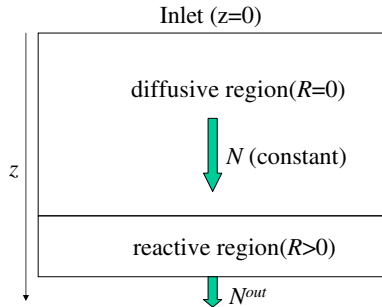 Inlet (z=0)
diffusive region(R=0)
N (constant)
z
reactive region(R>0)
N^out